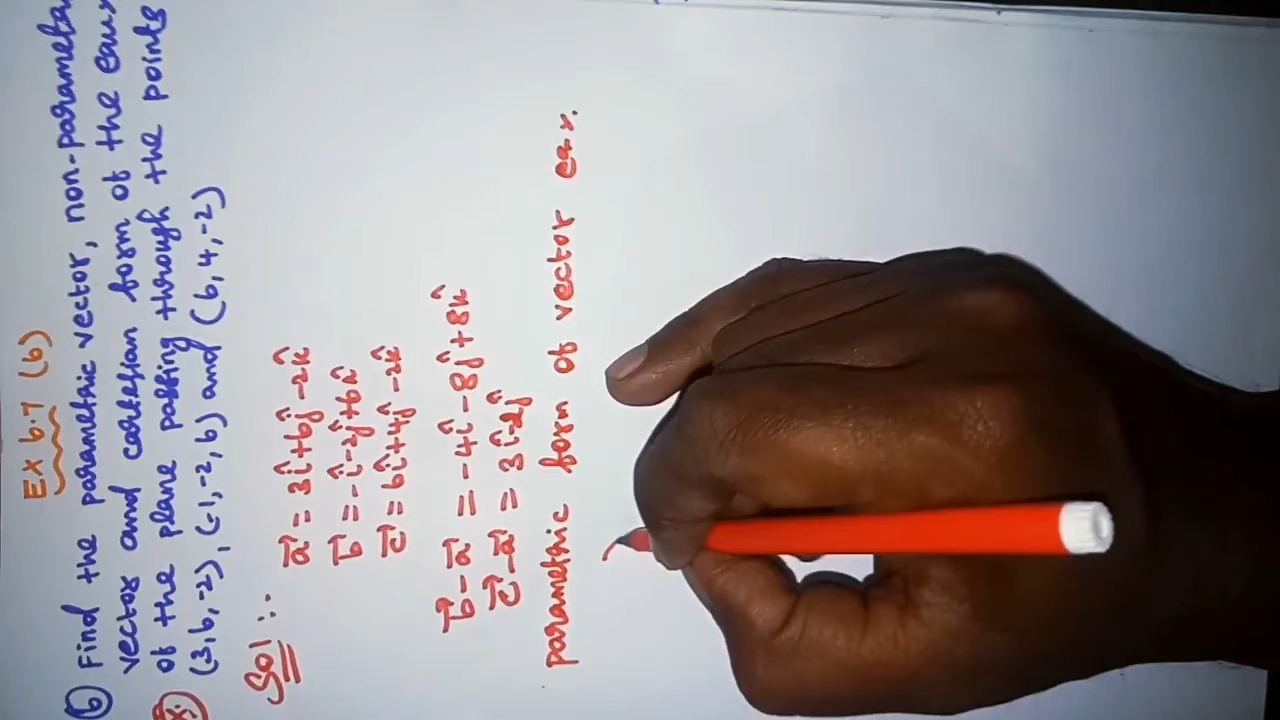 Ex 6.7 (6)
6 Find the parametric vector, non-parameta
vector and cartesian form of the eqn
of the plane passing through the points
(3,6,-2), (-1,-2,6) and (6,4,-2)
Sol :-
a⃗ = 3î+6ĵ-2k̂
b⃗ = -î-2ĵ+6k̂
c⃗ = 6î+4ĵ-2k̂
b⃗-a⃗ = -4î-8ĵ+8k̂
c⃗-a⃗ = 3î-2ĵ
parametric form of vector eqn.